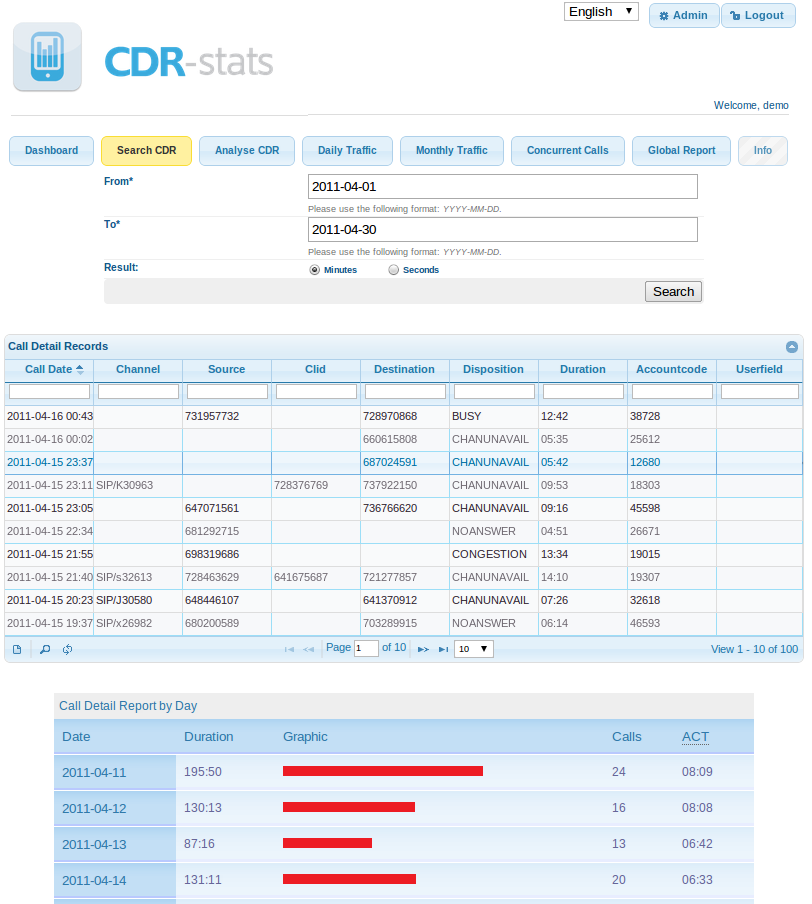 English Admin Logout
CDR-stats
Welcome, demo
Dashboard Search CDR Analyse CDR Daily Traffic Monthly Traffic Concurrent Calls Global Report Info
From* 2011-04-01
Please use the following format: YYYY-MM-DD.
To* 2011-04-30
Please use the following format: YYYY-MM-DD.
Result: Minutes Seconds
Search
Call Detail Records
Call Date Channel Source Clid Destination Disposition Duration Accountcode Userfield
2011-04-16 00:43 731957732 728970868 BUSY 12:42 38728
2011-04-16 00:02 660615808 CHANUNAVAIL 05:35 25612
2011-04-15 23:37 687024591 CHANUNAVAIL 05:42 12680
2011-04-15 23:11 SIP/K30963 728376769 737922150 CHANUNAVAIL 09:53 18303
2011-04-15 23:05 647071561 736766620 CHANUNAVAIL 09:16 45598
2011-04-15 22:34 681292715 NOANSWER 04:51 26671
2011-04-15 21:55 698319686 CONGESTION 13:34 19015
2011-04-15 21:40 SIP/s32613 728463629 641675687 721277857 CHANUNAVAIL 14:10 19307
2011-04-15 20:23 SIP/J30580 648446107 641370912 CHANUNAVAIL 07:26 32618
2011-04-15 19:37 SIP/x26982 680200589 703289915 NOANSWER 06:14 46593
Page 1 of 10 10 View 1 - 10 of 100
Call Detail Report by Day
Date Duration Graphic Calls ACT
2011-04-11 195:50 24 08:09
2011-04-12 130:13 16 08:08
2011-04-13 87:16 13 06:42
2011-04-14 131:11 20 06:33